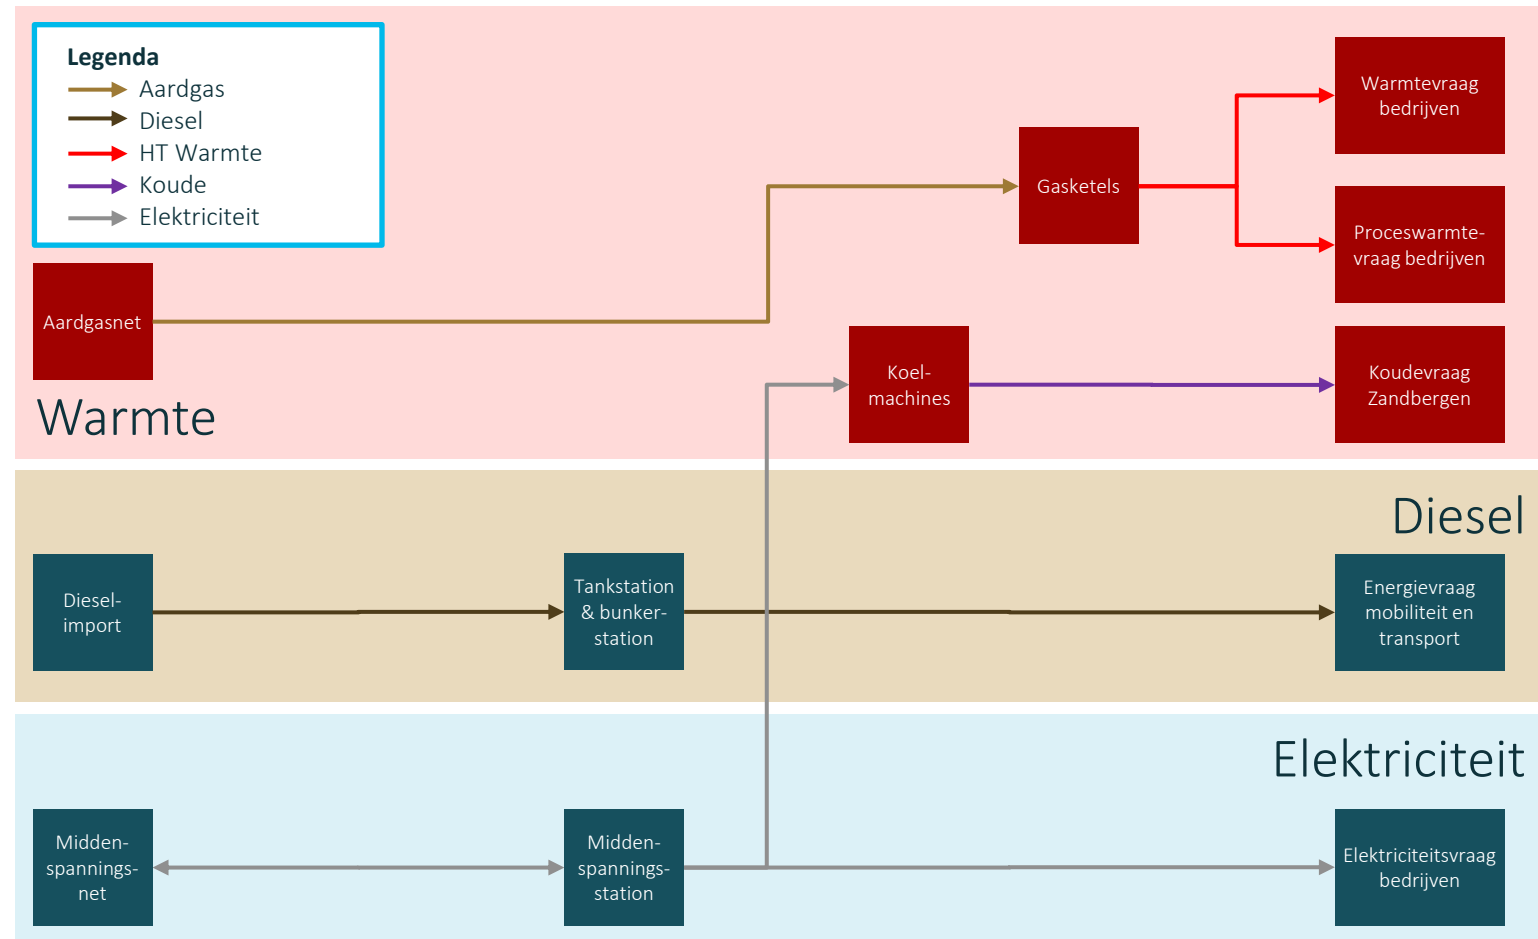 Legenda
Aardgas
Diesel
HT Warmte
Koude
Elektriciteit
Warmtevraag
bedrijven
Gasketels
Proceswarmte-
vraag bedrijven
Aardgasnet
Koel-
machines
Koudevraag
Zandbergen
Warmte
Diesel
Diesel-
import
Tankstation
& bunker-
station
Energievraag
mobiliteit en
transport
Elektriciteit
Midden-
spannings-
net
Midden-
spannings-
station
Elektriciteitsvraag
bedrijven